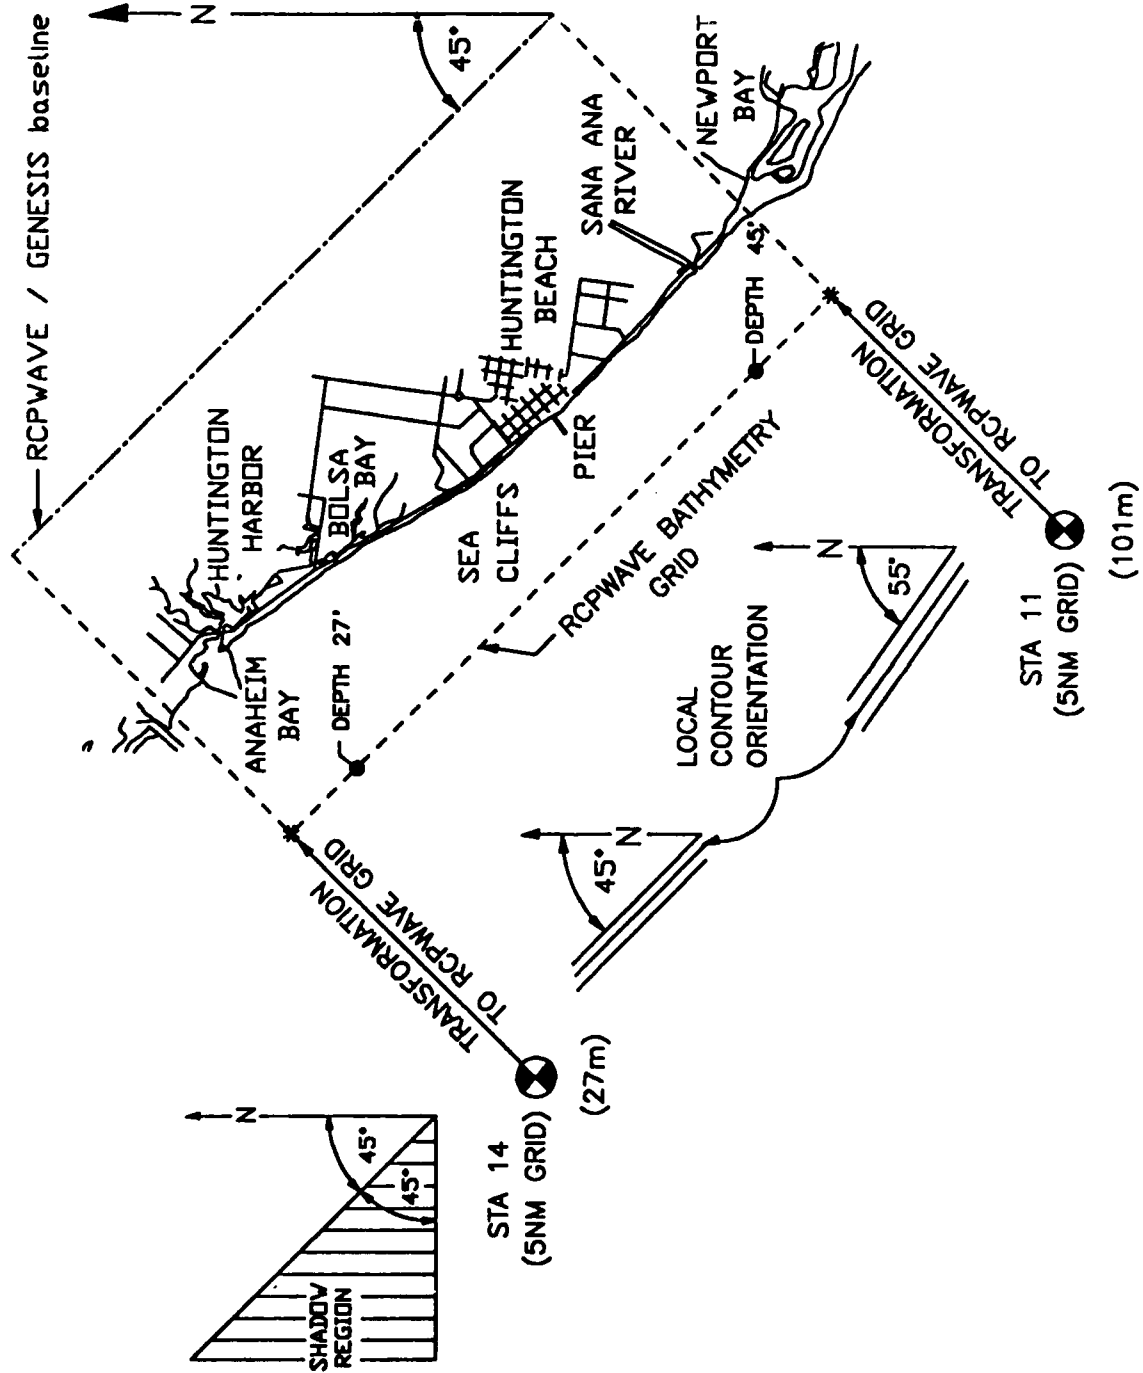 RCPWAVE / GENESIS baseline
N
45°
HUNTINGTON
HARBOR
BOLSA
BAY
HUNTINGTON
BEACH
SANA ANA
RIVER
NEWPORT
BAY
ANAHEIM
BAY
SEA
CLIFFS
PIER
DEPTH 27'
DEPTH 45'
RCPWAVE BATHYMETRY
GRID
TRANSFORMATION
TO RCPWAVE GRID
TRANSFORMATION
TO RCPWAVE GRID
LOCAL
CONTOUR
ORIENTATION
N
45°
N
55°
STA 14
(5NM GRID)
(27m)
STA 11
(5NM GRID)
(101m)
N
45°
45°
SHADOW
REGION